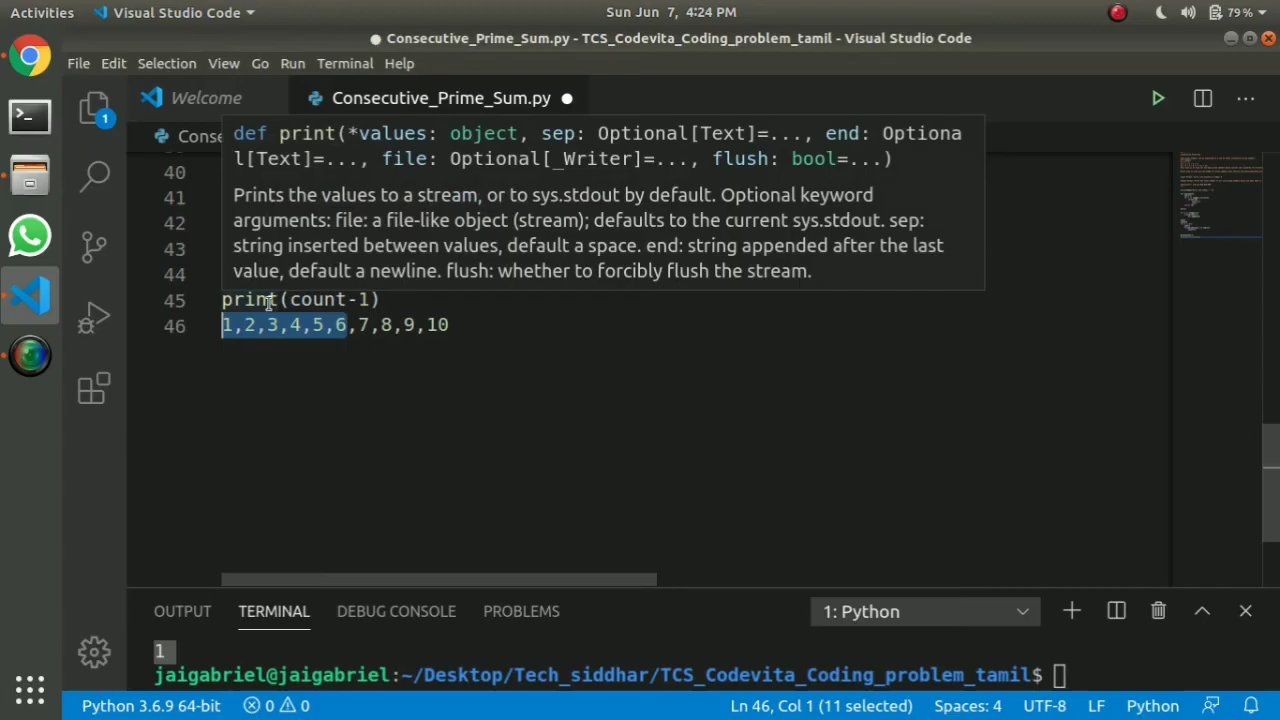 Activities Visual Studio Code Sun Jun 7, 4:24 PM 79%
Consecutive_Prime_Sum.py - TCS_Codevita_Coding_problem_tamil - Visual Studio Code
File Edit Selection View Go Run Terminal Help
Welcome Consecutive_Prime_Sum.py
Conse
def print(*values: object, sep: Optional[Text]=..., end: Optiona
l[Text]=..., file: Optional[_Writer]=..., flush: bool=...)
40
Prints the values to a stream, or to sys.stdout by default. Optional keyword
41
arguments: file: a file-like object (stream); defaults to the current sys.stdout. sep:
42
string inserted between values, default a space. end: string appended after the last
43
value, default a newline. flush: whether to forcibly flush the stream.
44
45 print(count-1)
46 1,2,3,4,5,6,7,8,9,10
1
OUTPUT TERMINAL DEBUG CONSOLE PROBLEMS 1: Python
1
jaigabriel@jaigabriel:~/Desktop/Tech_siddhar/TCS_Codevita_Coding_problem_tamil$
Python 3.6.9 64-bit 0 0 Ln 46, Col 1 (11 selected) Spaces: 4 UTF-8 LF Python